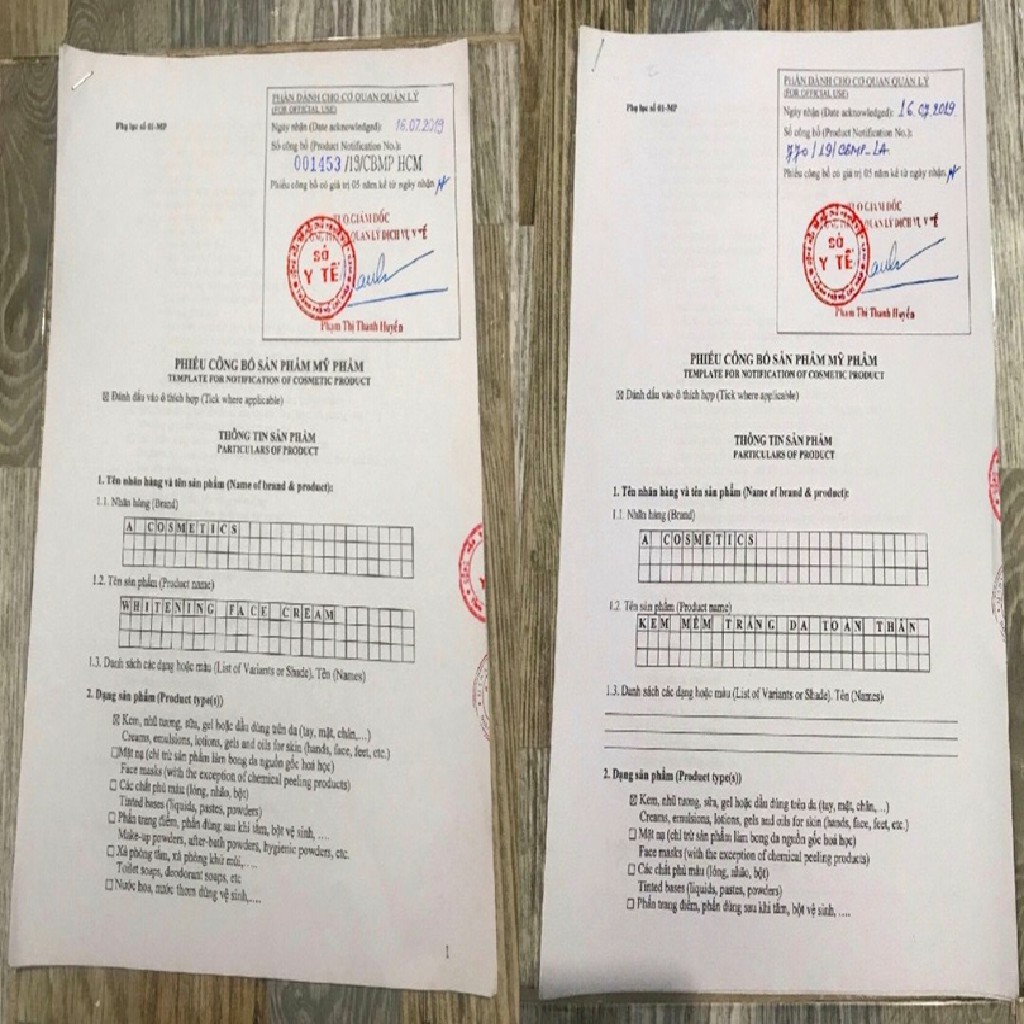 Phụ lục số 01-MP
PHẦN DÀNH CHO CƠ QUAN QUẢN LÝ
(FOR OFFICIAL USE)
Ngày nhận (Date acknowledged): 16.07.2019
Số công bố (Product Notification No.):
001453/19/CBMP HCM
Phiếu công bố có giá trị 05 năm kể từ ngày nhận
GIÁM ĐỐC
QUẢN LÝ DỊCH VỤ Y TẾ
SỞ
Y TẾ
Phạm Thị Thanh Huyền
PHIẾU CÔNG BỐ SẢN PHẨM MỸ PHẨM
TEMPLATE FOR NOTIFICATION OF COSMETIC PRODUCT
☒ Đánh dấu vào ô thích hợp (Tick where applicable)
THÔNG TIN SẢN PHẨM
PARTICULARS OF PRODUCT
1. Tên nhãn hàng và tên sản phẩm (Name of brand & product):
1.1. Nhãn hàng (Brand)
A COSMETICS
1.2. Tên sản phẩm (Product name)
WHITENING FACE CREAM
1.3. Danh sách các dạng hoặc màu (List of Variants or Shade). Tên (Names)
2. Dạng sản phẩm (Product type(s))
☒ Kem, nhũ tương, sữa, gel hoặc dầu dùng trên da (tay, mặt, chân,…)
Creams, emulsions, lotions, gels and oils for skin (hands, face, feet, etc.)
☐ Mặt nạ (chỉ trừ sản phẩm làm bong da nguồn gốc hoá học)
Face masks (with the exception of chemical peeling products)
☐ Các chất phủ màu (lỏng, nhão, bột)
Tinted bases (liquids, pastes, powders)
☐ Phấn trang điểm, phấn dùng sau khi tắm, bột vệ sinh, ….
Make-up powders, after-bath powders, hygienic powders, etc.
☐ Xà phòng tắm, xà phòng khử mùi,….
Toilet soaps, deodorant soaps, etc
☐ Nước hoa, nước thơm dùng vệ sinh,….
1
Phụ lục số 01-MP
PHẦN DÀNH CHO CƠ QUAN QUẢN LÝ
(FOR OFFICIAL USE)
Ngày nhận (Date acknowledged): 16.07.2019
Số công bố (Product Notification No.):
770/19/CBMP-LA
Phiếu công bố có giá trị 05 năm kể từ ngày nhận
GIÁM ĐỐC
QUẢN LÝ DỊCH VỤ Y TẾ
SỞ
Y TẾ
Phạm Thị Thanh Huyền
PHIẾU CÔNG BỐ SẢN PHẨM MỸ PHẨM
TEMPLATE FOR NOTIFICATION OF COSMETIC PRODUCT
☒ Đánh dấu vào ô thích hợp (Tick where applicable)
THÔNG TIN SẢN PHẨM
PARTICULARS OF PRODUCT
1. Tên nhãn hàng và tên sản phẩm (Name of brand & product):
1.1. Nhãn hàng (Brand)
A COSMETICS
1.2. Tên sản phẩm (Product name)
KEM MỀM TRẮNG DA TOÀN THÂN
1.3. Danh sách các dạng hoặc màu (List of Variants or Shade). Tên (Names)
2. Dạng sản phẩm (Product type(s))
☒ Kem, nhũ tương, sữa, gel hoặc dầu dùng trên da (tay, mặt, chân,…)
Creams, emulsions, lotions, gels and oils for skin (hands, face, feet, etc.)
☐ Mặt nạ (chỉ trừ sản phẩm làm bong da nguồn gốc hoá học)
Face masks (with the exception of chemical peeling products)
☐ Các chất phủ màu (lỏng, nhão, bột)
Tinted bases (liquids, pastes, powders)
☐ Phấn trang điểm, phấn dùng sau khi tắm, bột vệ sinh, ….